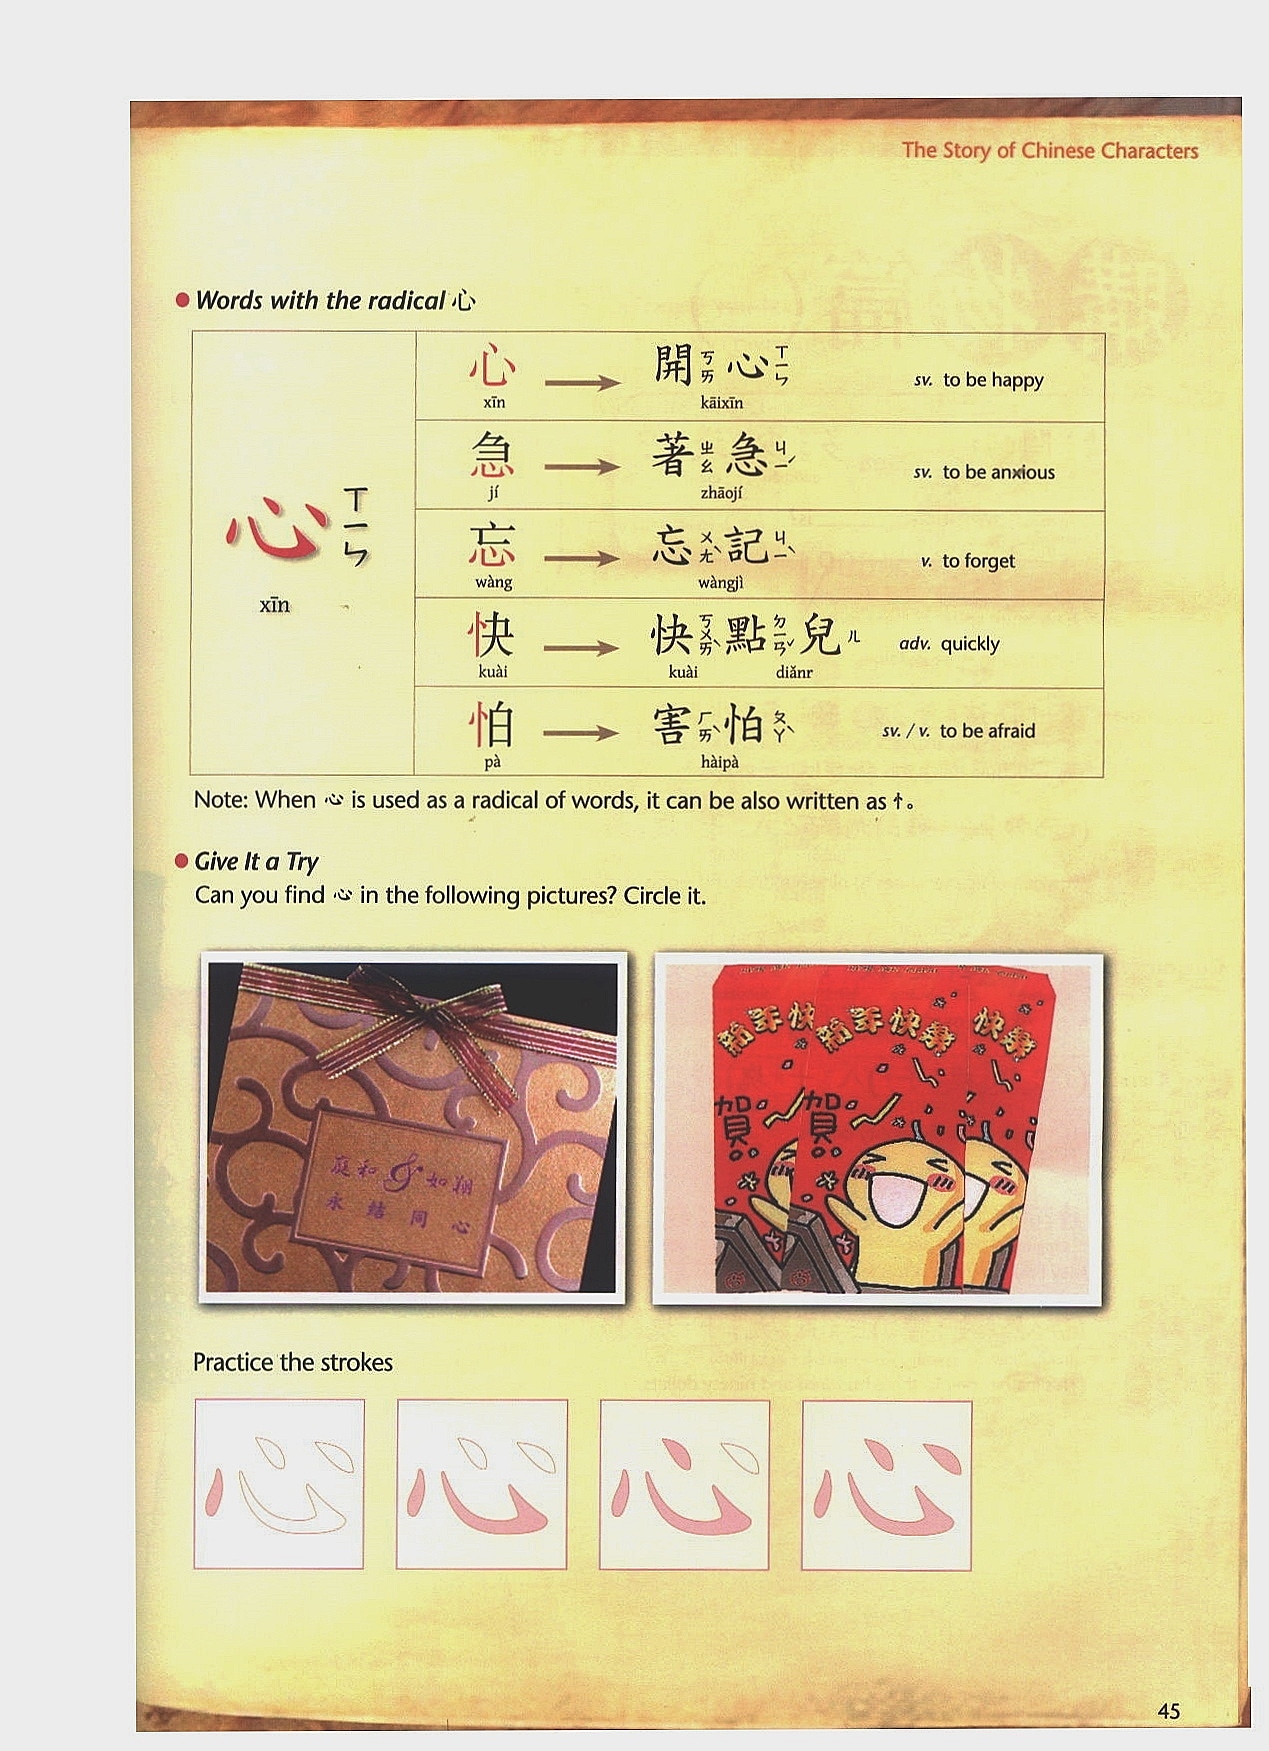 The Story of Chinese Characters
Words with the radical 心
心 ㄒㄧㄣ
xīn
心 → 開ㄎㄞ心ㄒㄧㄣ sv. to be happy
xīn kāixīn
急 → 著ㄓㄠ急ㄐㄧˊ sv. to be anxious
jí zhāojí
忘 → 忘ㄨㄤˋ記ㄐㄧˋ v. to forget
wàng wàngjì
快 → 快ㄎㄨㄞˋ點ㄉㄧㄢˇ兒ㄦ adv. quickly
kuài kuài diǎnr
怕 → 害ㄏㄞˋ怕ㄆㄚˋ sv. / v. to be afraid
pà hàipà
Note: When 心 is used as a radical of words, it can be also written as 忄。
Give It a Try
Can you find 心 in the following pictures? Circle it.
庭和 & 如翔
永結同心
新年快
新年快樂
快樂
賀
賀
Practice the strokes
心 心 心 心
45